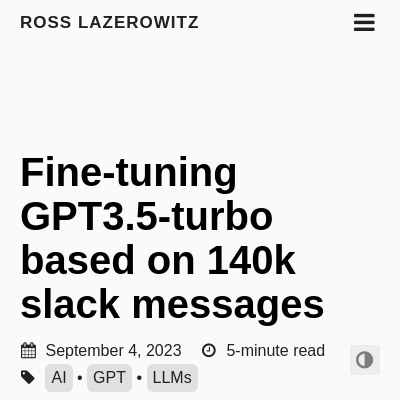 ROSS LAZEROWITZ
Fine-tuning
GPT3.5-turbo
based on 140k
slack messages
September 4, 2023 5-minute read
AI • GPT • LLMs